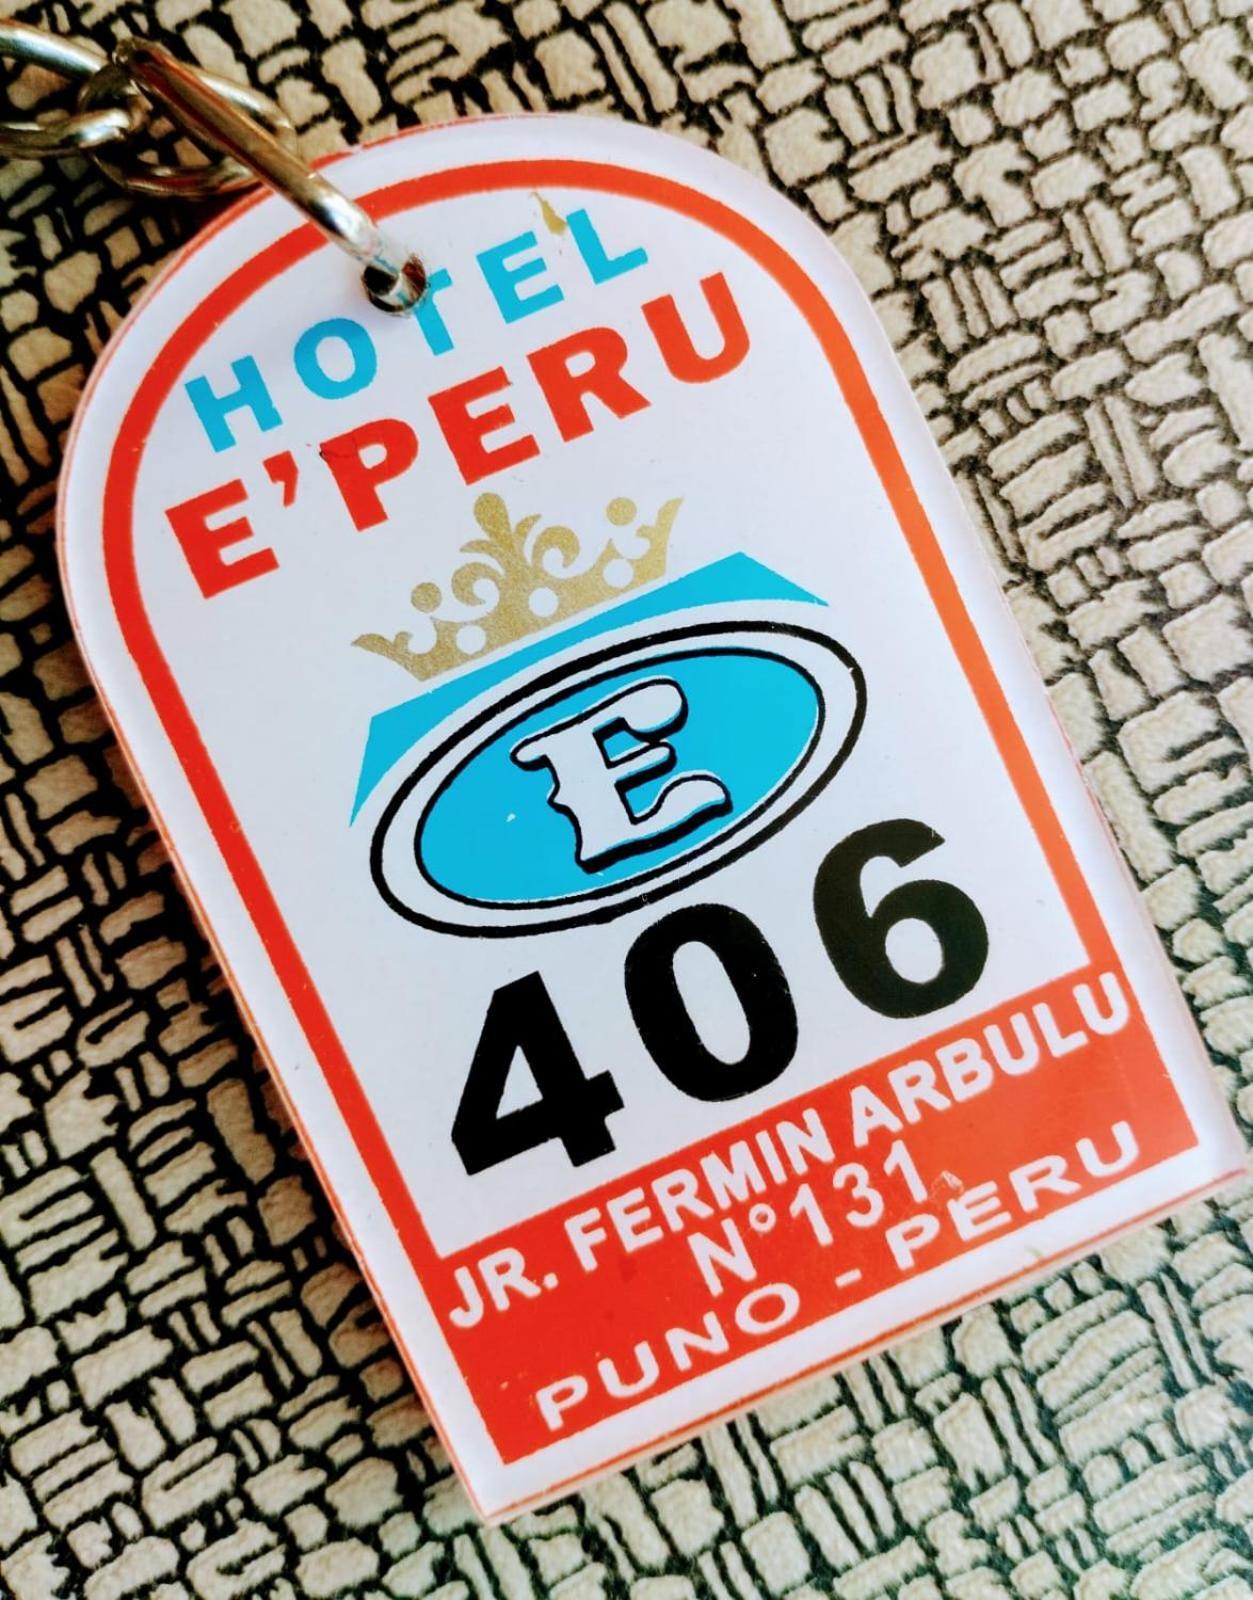 HOTEL
E'PERU
E
406
JR. FERMIN ARBULU
N°131
PUNO - PERU